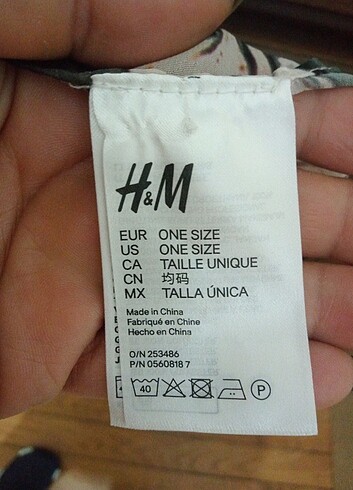 H&M
EUR ONE SIZE
US ONE SIZE
CA TAILLE UNIQUE
CN 均码
MX TALLA ÚNICA
Made in China
Fabriqué en Chine
Hecho en China
O/N 253486
P/N 0560818 7
40 P